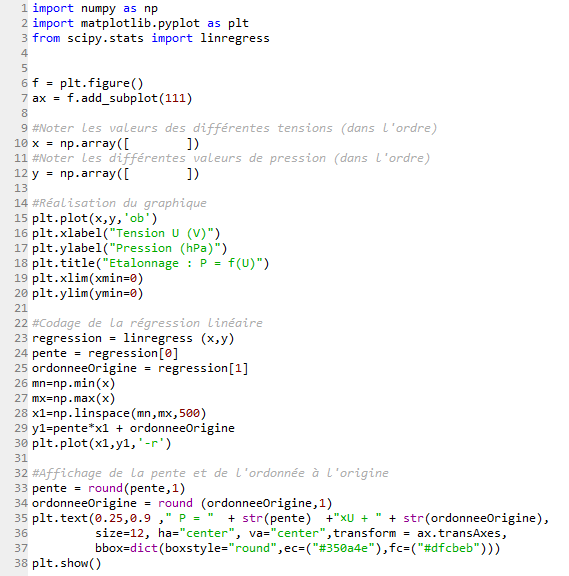 1 import numpy as np
2 import matplotlib.pyplot as plt
3 from scipy.stats import linregress
4
5
6 f = plt.figure()
7 ax = f.add_subplot(111)
8
9 #Noter les valeurs des différentes tensions (dans l'ordre)
10 x = np.array([        ])
11 #Noter les différentes valeurs de pression (dans l'ordre)
12 y = np.array([        ])
13
14 #Réalisation du graphique
15 plt.plot(x,y,'ob')
16 plt.xlabel("Tension U (V)")
17 plt.ylabel("Pression (hPa)")
18 plt.title("Etalonnage : P = f(U)")
19 plt.xlim(xmin=0)
20 plt.ylim(ymin=0)
21
22 #Codage de la régression linéaire
23 regression = linregress (x,y)
24 pente = regression[0]
25 ordonneeOrigine = regression[1]
26 mn=np.min(x)
27 mx=np.max(x)
28 x1=np.linspace(mn,mx,500)
29 y1=pente*x1 + ordonneeOrigine
30 plt.plot(x1,y1,'-r')
31
32 #Affichage de la pente et de l'ordonnée à l'origine
33 pente = round(pente,1)
34 ordonneeOrigine = round (ordonneeOrigine,1)
35 plt.text(0.25,0.9 ," P = "  + str(pente)  +"×U + " + str(ordonneeOrigine),
36          size=12, ha="center", va="center",transform = ax.transAxes,
37          bbox=dict(boxstyle="round",ec=("#350a4e"),fc=("#dfcbeb")))
38 plt.show()